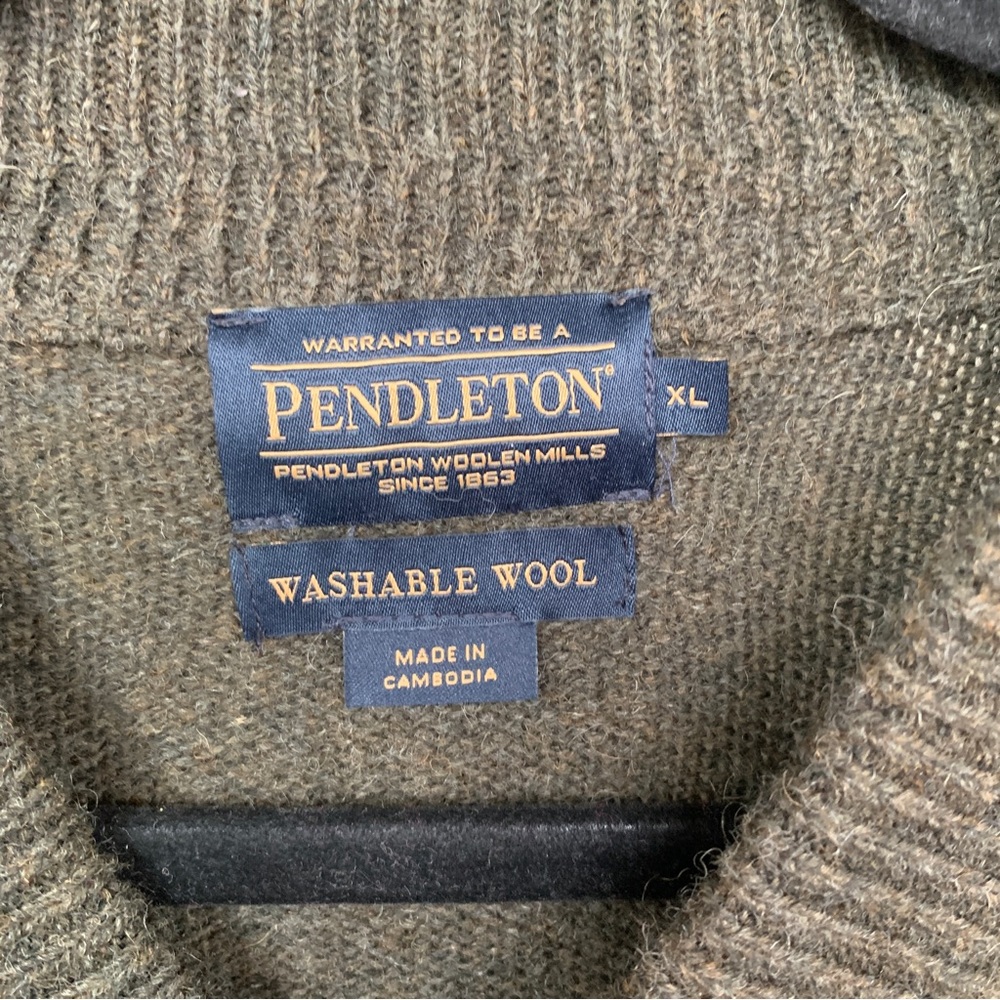 WARRANTED TO BE A
PENDLETON®
XL
PENDLETON WOOLEN MILLS
SINCE 1863
WASHABLE WOOL
MADE IN
CAMBODIA